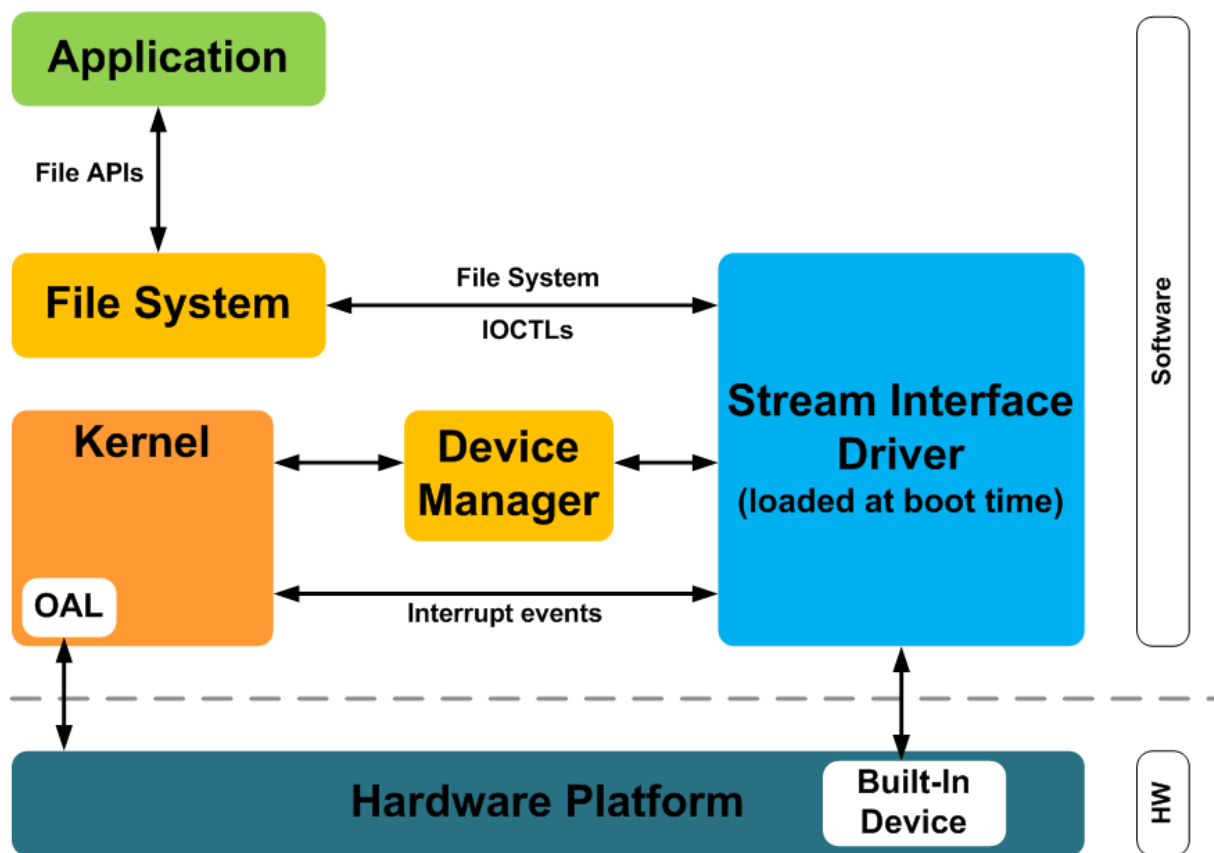 Application
File APIs
File System
File System
IOCTLs
Stream Interface
Driver
(loaded at boot time)
Kernel
Device
Manager
OAL
Interrupt events
Hardware Platform
Built-In
Device
Software
HW